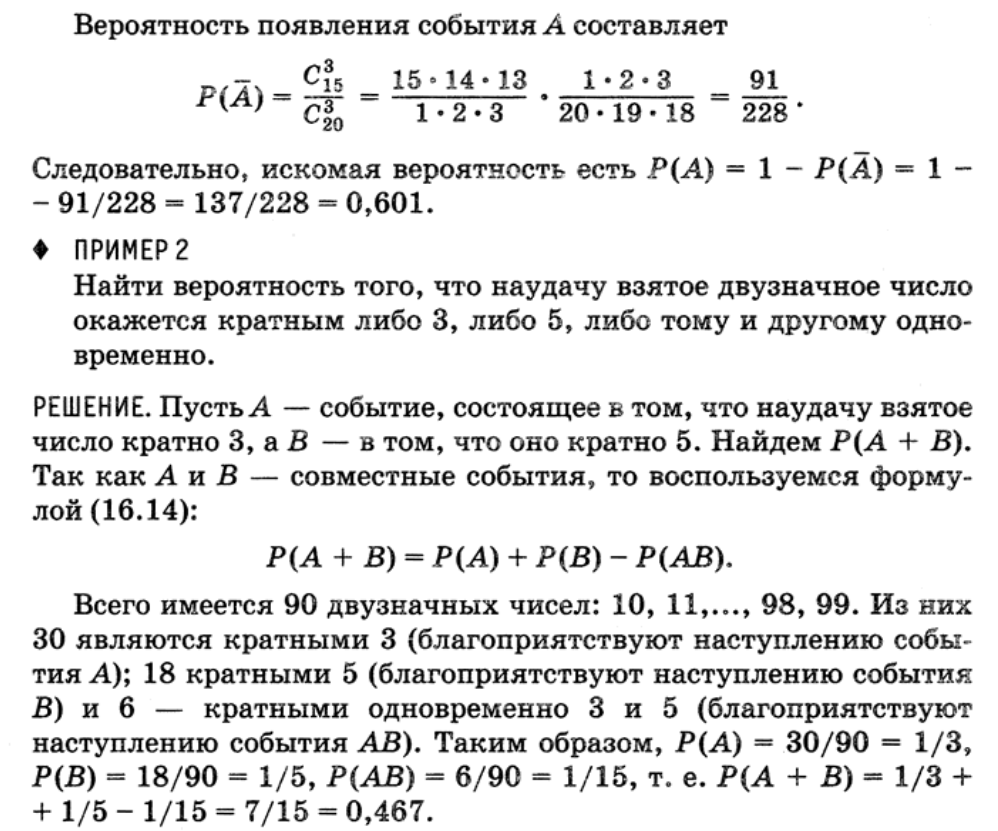 Вероятность появления события A составляет
P(Ā) = C³₁₅ / C³₂₀ = (15 · 14 · 13) / (1 · 2 · 3) · (1 · 2 · 3) / (20 · 19 · 18) = 91 / 228 .
Следовательно, искомая вероятность есть P(A) = 1 − P(Ā) = 1 −
− 91/228 = 137/228 = 0,601.
♦ ПРИМЕР 2
Найти вероятность того, что наудачу взятое двузначное число
окажется кратным либо 3, либо 5, либо тому и другому одно-
временно.
РЕШЕНИЕ. Пусть A — событие, состоящее в том, что наудачу взятое
число кратно 3, а B — в том, что оно кратно 5. Найдем P(A + B).
Так как A и B — совместные события, то воспользуемся форму-
лой (16.14):
P(A + B) = P(A) + P(B) − P(AB).
Всего имеется 90 двузначных чисел: 10, 11,..., 98, 99. Из них
30 являются кратными 3 (благоприятствуют наступлению собы-
тия A); 18 кратными 5 (благоприятствуют наступлению события
B) и 6 — кратными одновременно 3 и 5 (благоприятствуют
наступлению события AB). Таким образом, P(A) = 30/90 = 1/3,
P(B) = 18/90 = 1/5, P(AB) = 6/90 = 1/15, т. е. P(A + B) = 1/3 +
+ 1/5 − 1/15 = 7/15 = 0,467.